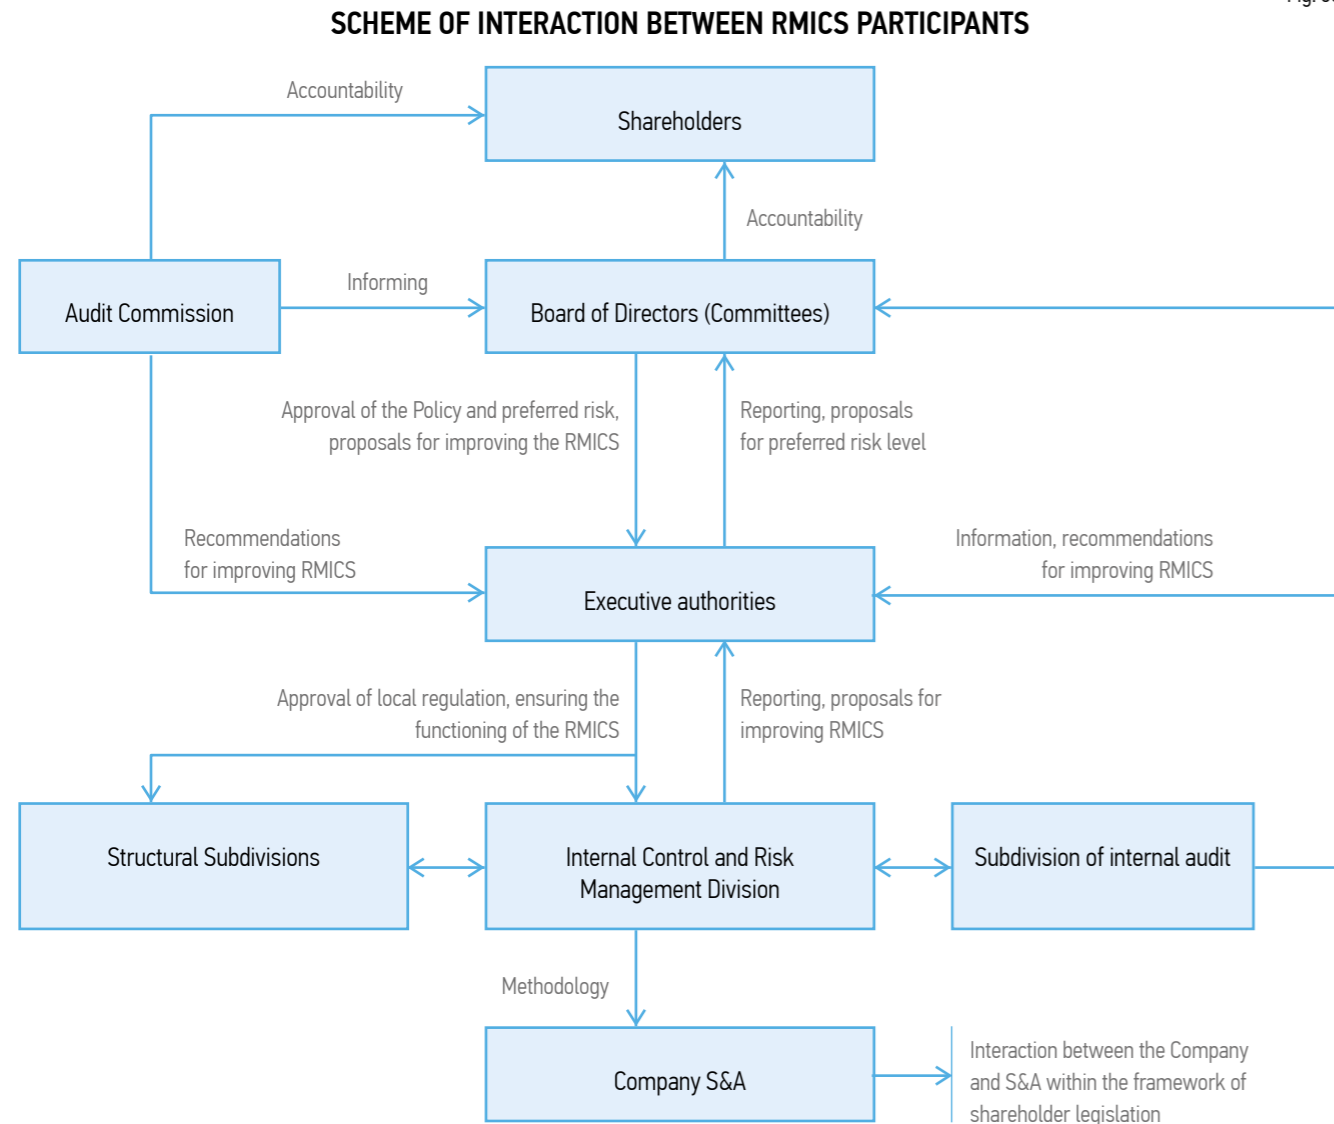 SCHEME OF INTERACTION BETWEEN RMICS PARTICIPANTS
Accountability
Shareholders
Accountability
Audit Commission
Informing
Board of Directors (Committees)
Approval of the Policy and preferred risk,
proposals for improving the RMICS
Reporting, proposals
for preferred risk level
Recommendations
for improving RMICS
Executive authorities
Information, recommendations
for improving RMICS
Approval of local regulation, ensuring the
functioning of the RMICS
Reporting, proposals for
improving RMICS
Structural Subdivisions
Internal Control and Risk
Management Division
Subdivision of internal audit
Methodology
Company S&A
Interaction between the Company
and S&A within the framework of
shareholder legislation